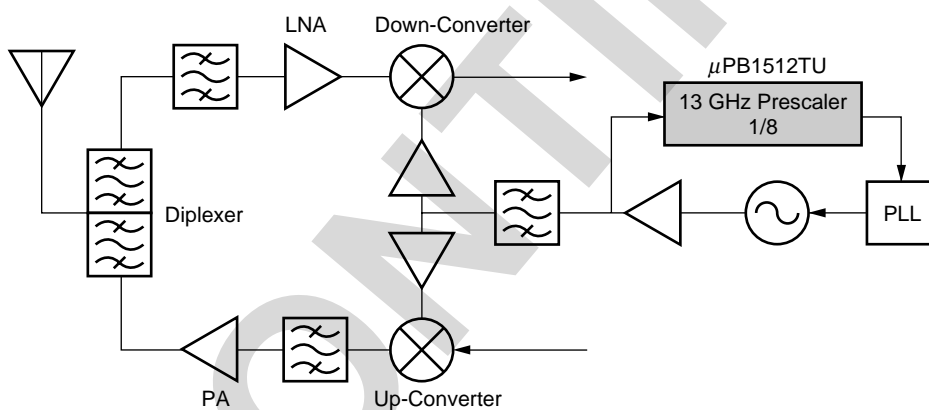 LNA
Down-Converter
μPB1512TU
13 GHz Prescaler
1/8
Diplexer
PLL
PA
Up-Converter